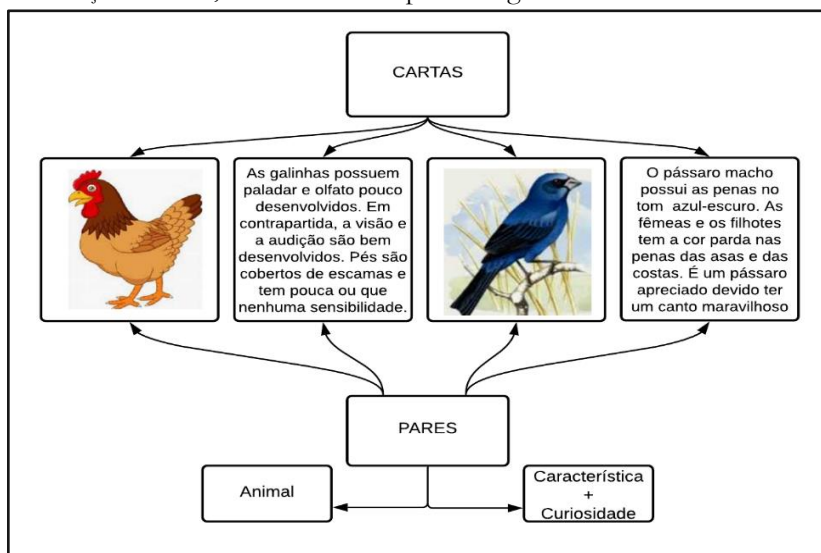 CARTAS
As galinhas possuem
paladar e olfato pouco
desenvolvidos. Em
contrapartida, a visão e
a audição são bem
desenvolvidos. Pés são
cobertos de escamas e
tem pouca ou que
nenhuma sensibilidade.
O pássaro macho
possui as penas no
tom azul-escuro. As
fêmeas e os filhotes
tem a cor parda nas
penas das asas e das
costas. É um pássaro
apreciado devido ter
um canto maravilhoso
PARES
Animal
Característica
+
Curiosidade